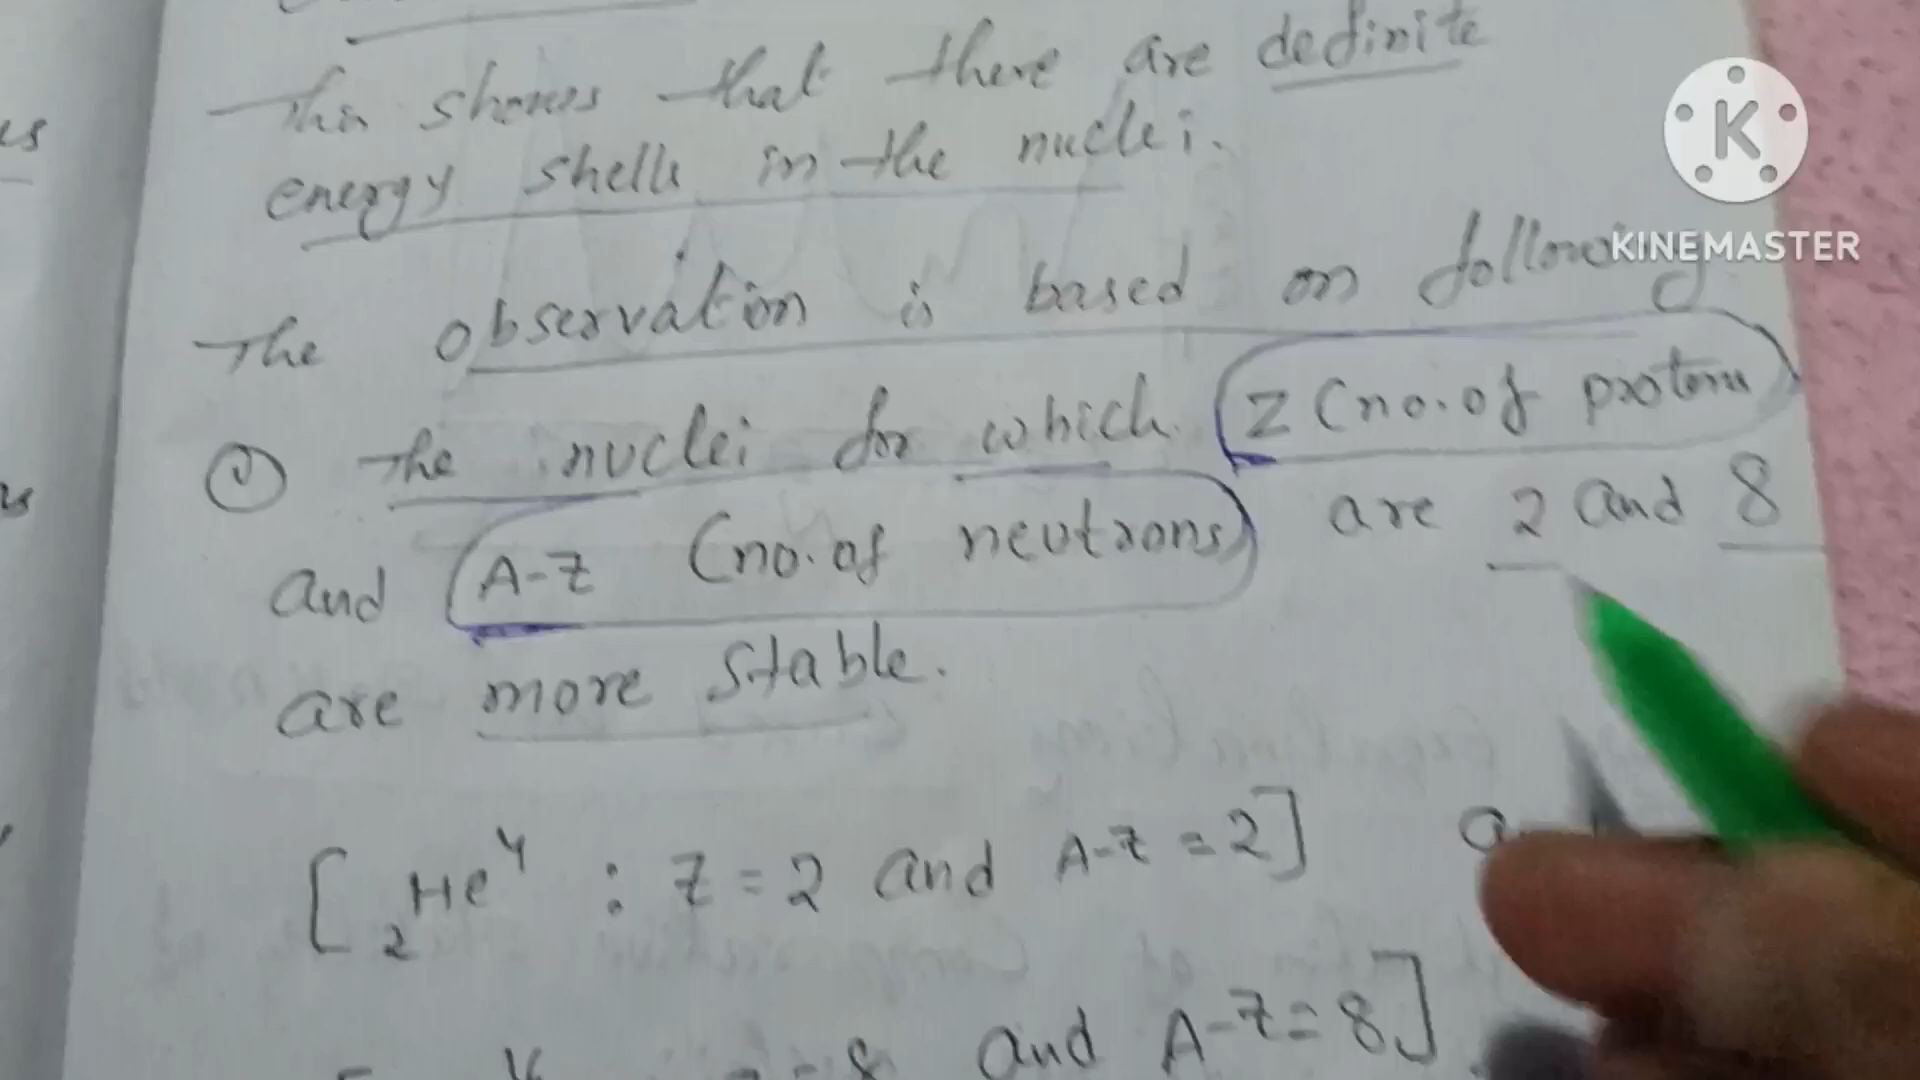 This shows that there are definite
energy shells in the nuclei.
K
KINEMASTER
The observation is based on following
① The nuclei for which Z (no. of protons
and A-Z (no. of neutrons) are 2 and 8
are more stable.
[ ₂He⁴ : Z = 2 and A-Z = 2]
and A-Z = 8]